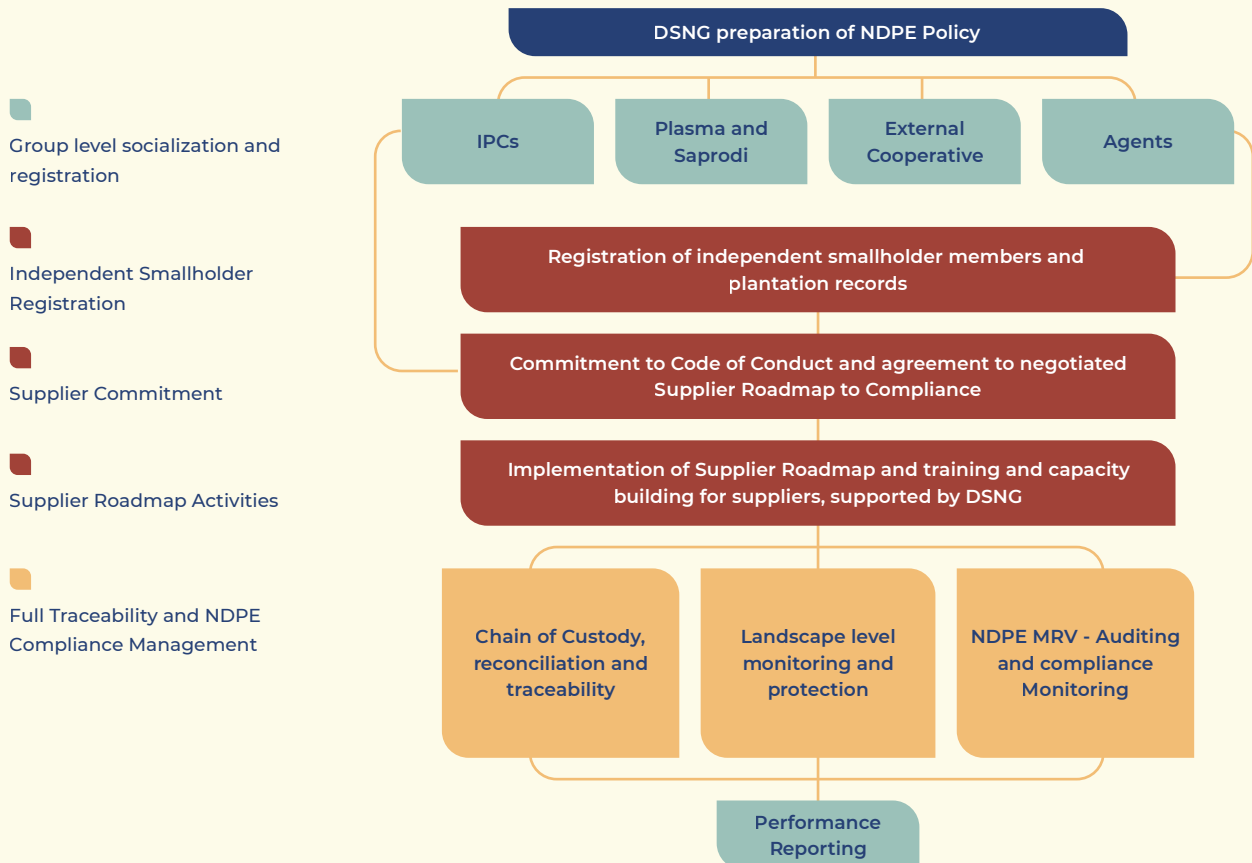 DSNG preparation of NDPE Policy
Group level socialization and
registration
IPCs
Plasma and
Saprodi
External
Cooperative
Agents
Independent Smallholder
Registration
Registration of independent smallholder members and
plantation records
Supplier Commitment
Commitment to Code of Conduct and agreement to negotiated
Supplier Roadmap to Compliance
Supplier Roadmap Activities
Implementation of Supplier Roadmap and training and capacity
building for suppliers, supported by DSNG
Full Traceability and NDPE
Compliance Management
Chain of Custody,
reconciliation and
traceability
Landscape level
monitoring and
protection
NDPE MRV - Auditing
and compliance
Monitoring
Performance
Reporting